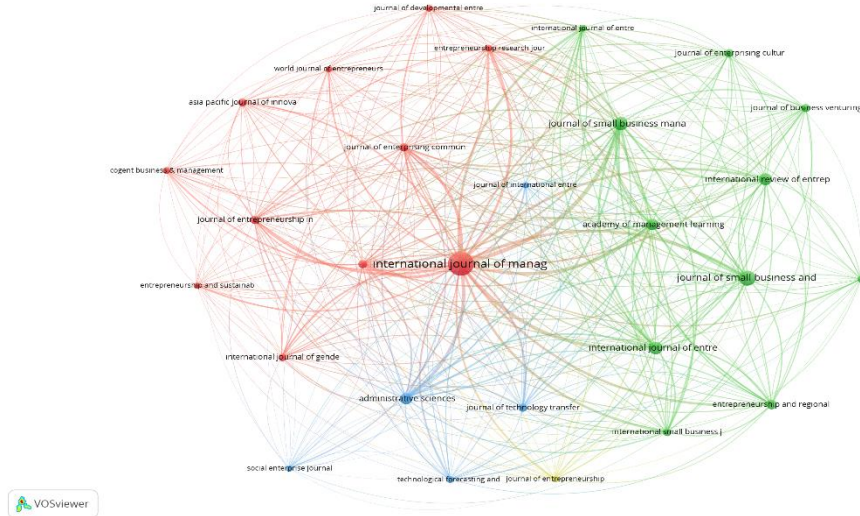 journal of developmental entre
international journal of entre
entrepreneurship research jour
journal of enterprising cultur
world journal of entrepreneurs
asia pacific journal of innova
journal of business venturing
journal of small business mana
journal of enterprising commun
cogent business & management
international review of entrep
journal of international entre
journal of entrepreneurship in
academy of management learning
international journal of manag
journal of small business and
entrepreneurship and sustainab
international journal of entre
international journal of gende
administrative sciences
journal of technology transfer
entrepreneurship and regional
international small business j
social enterprise journal
technological forecasting and
journal of entrepreneurship
VOSviewer